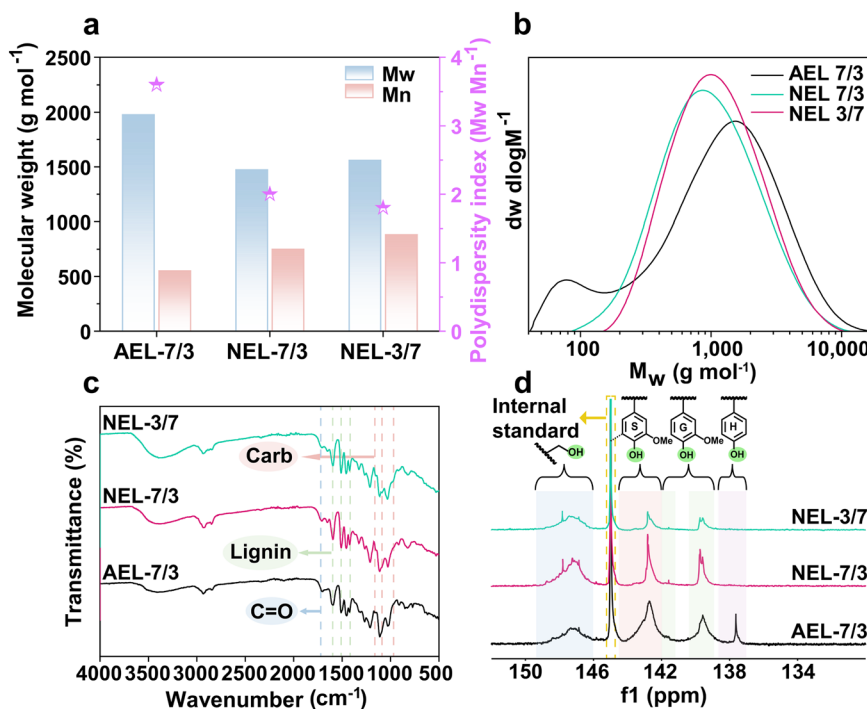 a
Molecular weight (g mol⁻¹)
2500
2000
1500
1000
500
0
Mw
Mn
4
3
2
1
0
Polydispersity index (Mw Mn⁻¹)
AEL-7/3 NEL-7/3 NEL-3/7
b
dw dlogM⁻¹
AEL 7/3
NEL 7/3
NEL 3/7
100 1,000 10,000
Mw (g mol⁻¹)
c
Transmittance (%)
NEL-3/7
Carb
NEL-7/3
Lignin
AEL-7/3
C=O
4000 3000 2000 1000 500
Wavenumber (cm⁻¹)
d
Internal
standard
S G H
OMe OMe
OH OH OH OH
NEL-3/7
NEL-7/3
AEL-7/3
150 146 142 138 134
f1 (ppm)